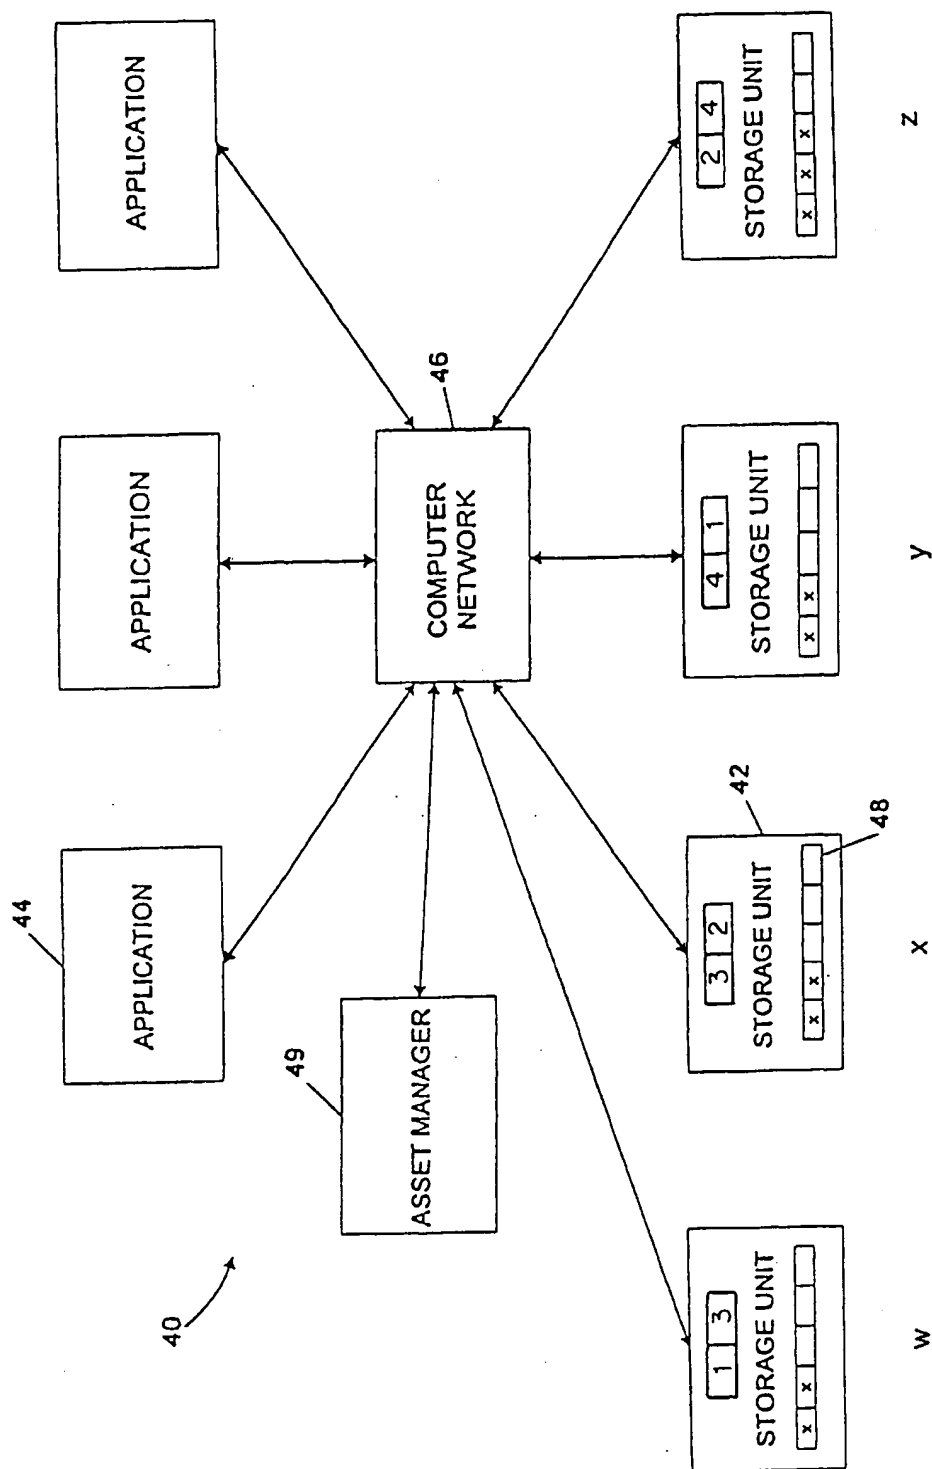 44
APPLICATION
APPLICATION
APPLICATION
40
49
ASSET MANAGER
46
COMPUTER
NETWORK
1 3
STORAGE UNIT
x x
w
42
3 2
STORAGE UNIT
x x
48
x
4 1
STORAGE UNIT
x x
y
2 4
STORAGE UNIT
x x x
z